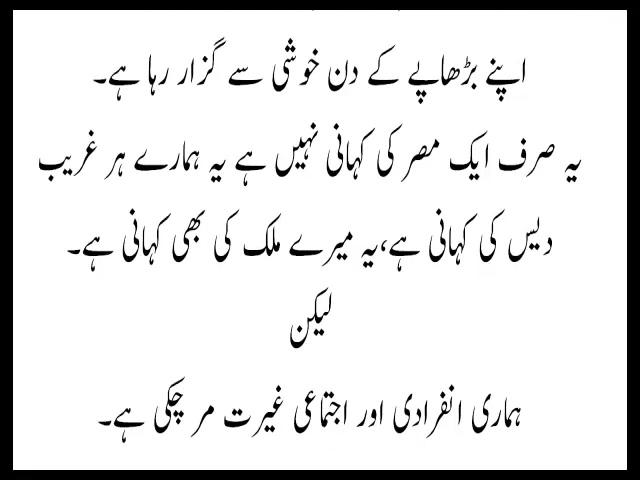 اپنے بڑھاپے کے دن خوشی سے گزار رہا ہے۔
یہ صرف ایک مصر کی کہانی نہیں ہے یہ ہمارے ہر غریب
دیس کی کہانی ہے،یہ میرے ملک کی بھی کہانی ہے۔
لیکن
ہماری انفرادی اور اجتماعی غیرت مر چکی ہے۔